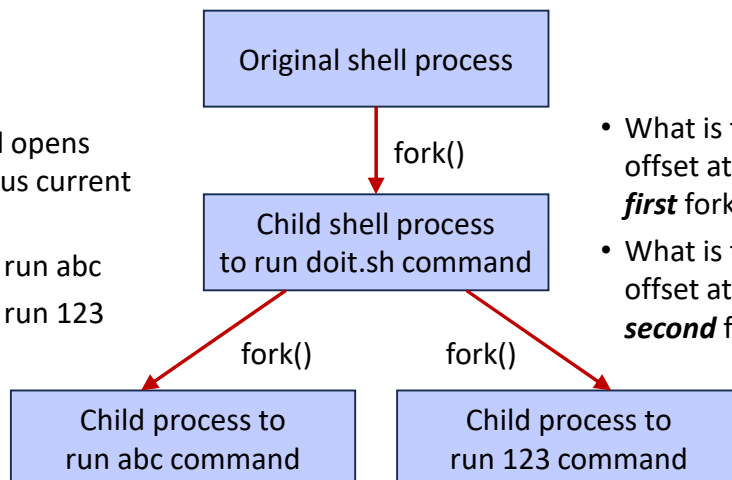 Original shell process
opens
us current
fork()
• What is
offset at
first fork
Child shell process
to run doit.sh command
run abc
run 123
• What is
offset at
second
fork()
fork()
Child process to
run abc command
Child process to
run 123 command